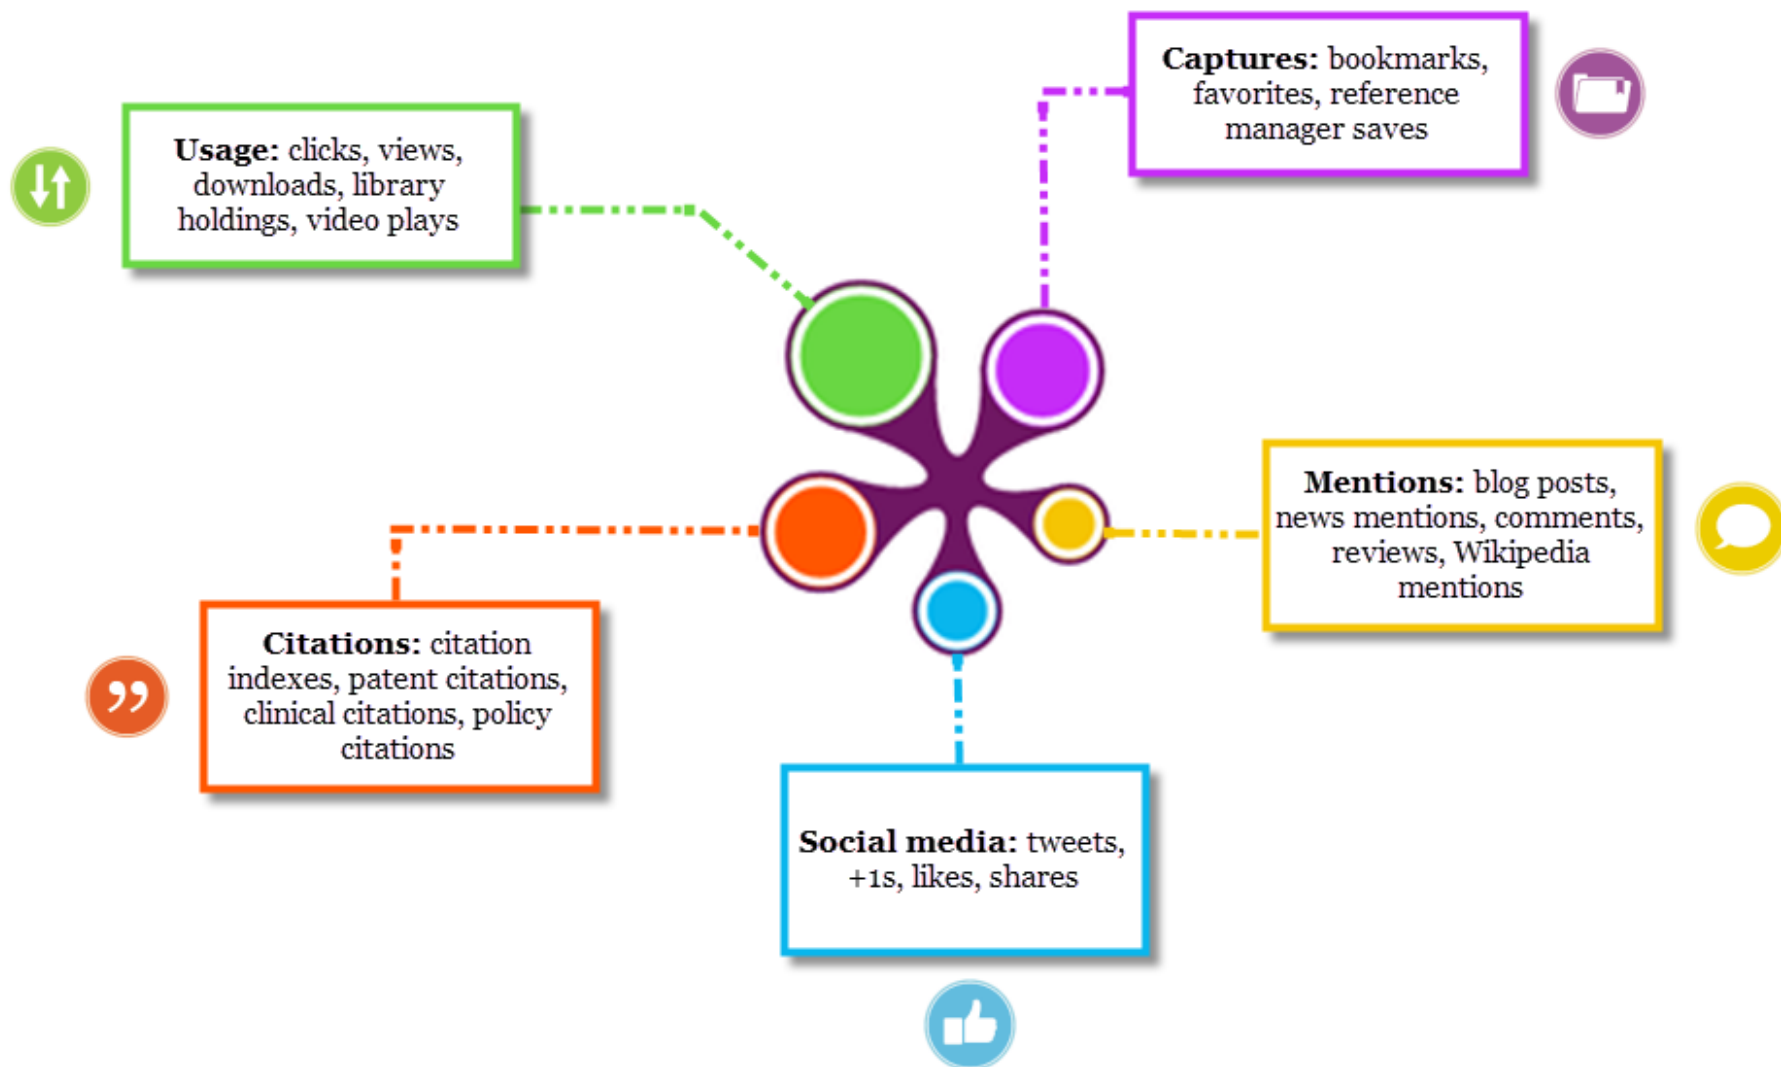 Captures: bookmarks,
favorites, reference
manager saves
Usage: clicks, views,
downloads, library
holdings, video plays
Mentions: blog posts,
news mentions, comments,
reviews, Wikipedia
mentions
Citations: citation
indexes, patent citations,
clinical citations, policy
citations
Social media: tweets,
+1s, likes, shares